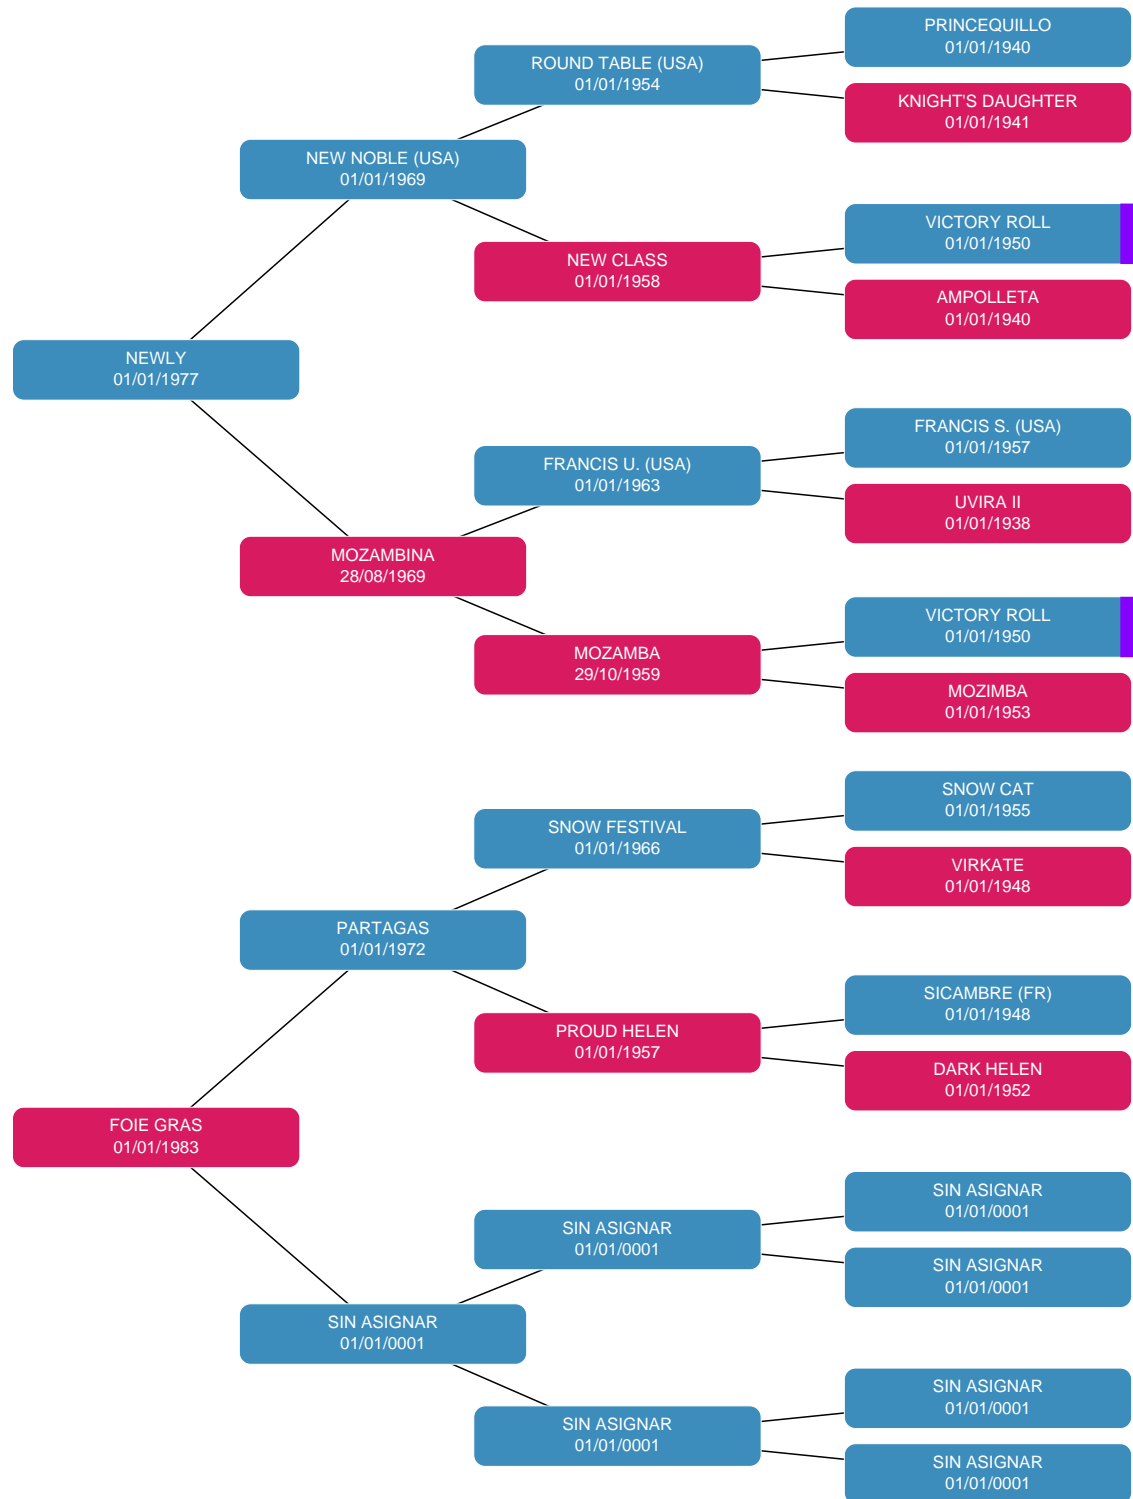 PRINCEQUILLO
01/01/1940
ROUND TABLE (USA)
01/01/1954
KNIGHT'S DAUGHTER
01/01/1941
NEW NOBLE (USA)
01/01/1969
VICTORY ROLL
01/01/1950
NEW CLASS
01/01/1958
AMPOLLETA
01/01/1940
NEWLY
01/01/1977
FRANCIS S. (USA)
01/01/1957
FRANCIS U. (USA)
01/01/1963
UVIRA II
01/01/1938
MOZAMBINA
28/08/1969
VICTORY ROLL
01/01/1950
MOZAMBA
29/10/1959
MOZIMBA
01/01/1953
SNOW CAT
01/01/1955
SNOW FESTIVAL
01/01/1966
VIRKATE
01/01/1948
PARTAGAS
01/01/1972
SICAMBRE (FR)
01/01/1948
PROUD HELEN
01/01/1957
DARK HELEN
01/01/1952
FOIE GRAS
01/01/1983
SIN ASIGNAR
01/01/0001
SIN ASIGNAR
01/01/0001
SIN ASIGNAR
01/01/0001
SIN ASIGNAR
01/01/0001
SIN ASIGNAR
01/01/0001
SIN ASIGNAR
01/01/0001
SIN ASIGNAR
01/01/0001